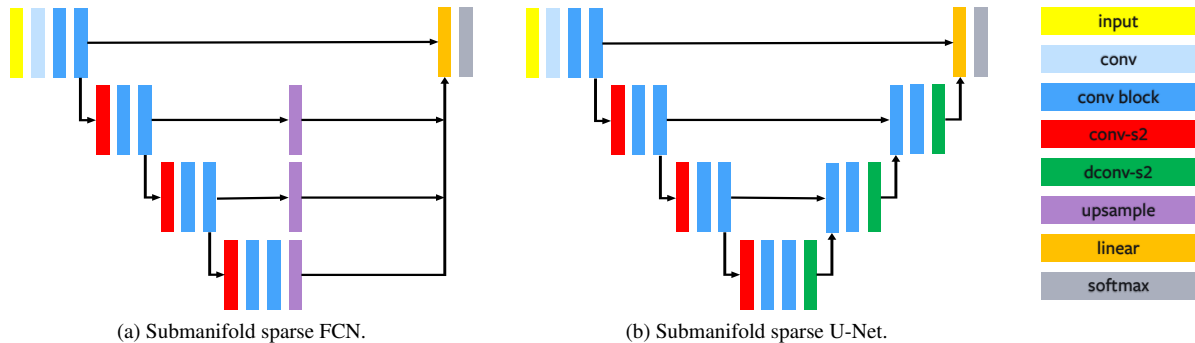 input
conv
conv block
conv-s2
dconv-s2
upsample
linear
softmax
(a) Submanifold sparse FCN.
(b) Submanifold sparse U-Net.